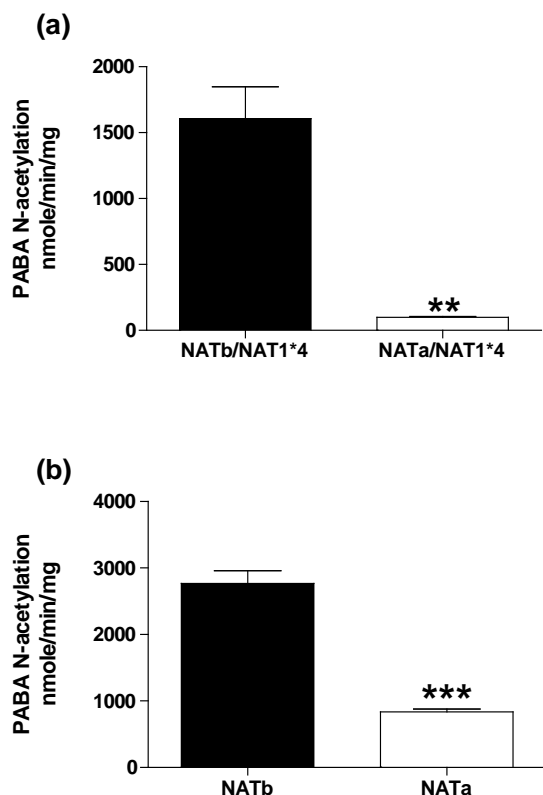 (a)
PABA N-acetylation
nmole/min/mg
2000
1500
1000
500
0
**
NATb/NAT1*4
NATa/NAT1*4
(b)
PABA N-acetylation
nmole/min/mg
4000
3000
2000
1000
0
***
NATb
NATa